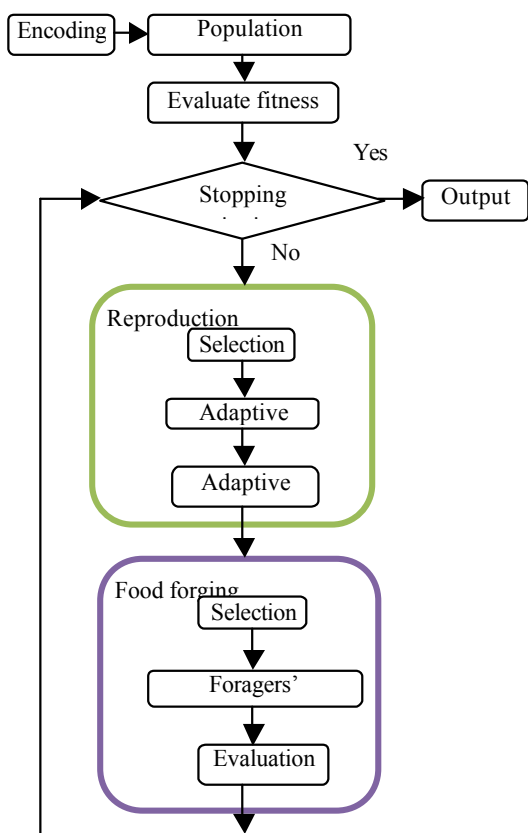 Encoding
Population
Evaluate fitness
Yes
Stopping
Output
No
Reproduction
Selection
Adaptive
Adaptive
Food forging
Selection
Foragers’
Evaluation